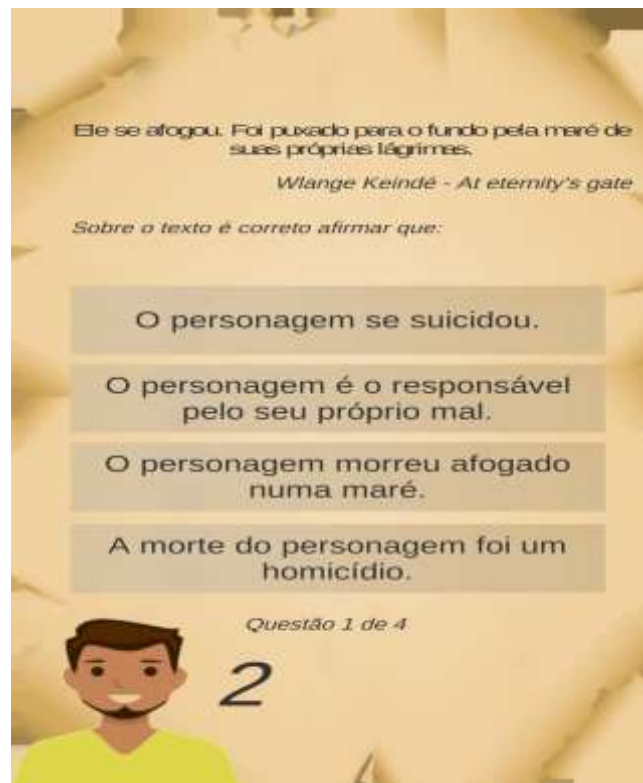 Ele se afogou. Foi puxado para o fundo pela maré de
suas próprias lágrimas.
Wlange Keindé - At eternity's gate
Sobre o texto é correto afirmar que:
O personagem se suicidou.
O personagem é o responsável
pelo seu próprio mal.
O personagem morreu afogado
numa maré.
A morte do personagem foi um
homicídio.
Questão 1 de 4
2